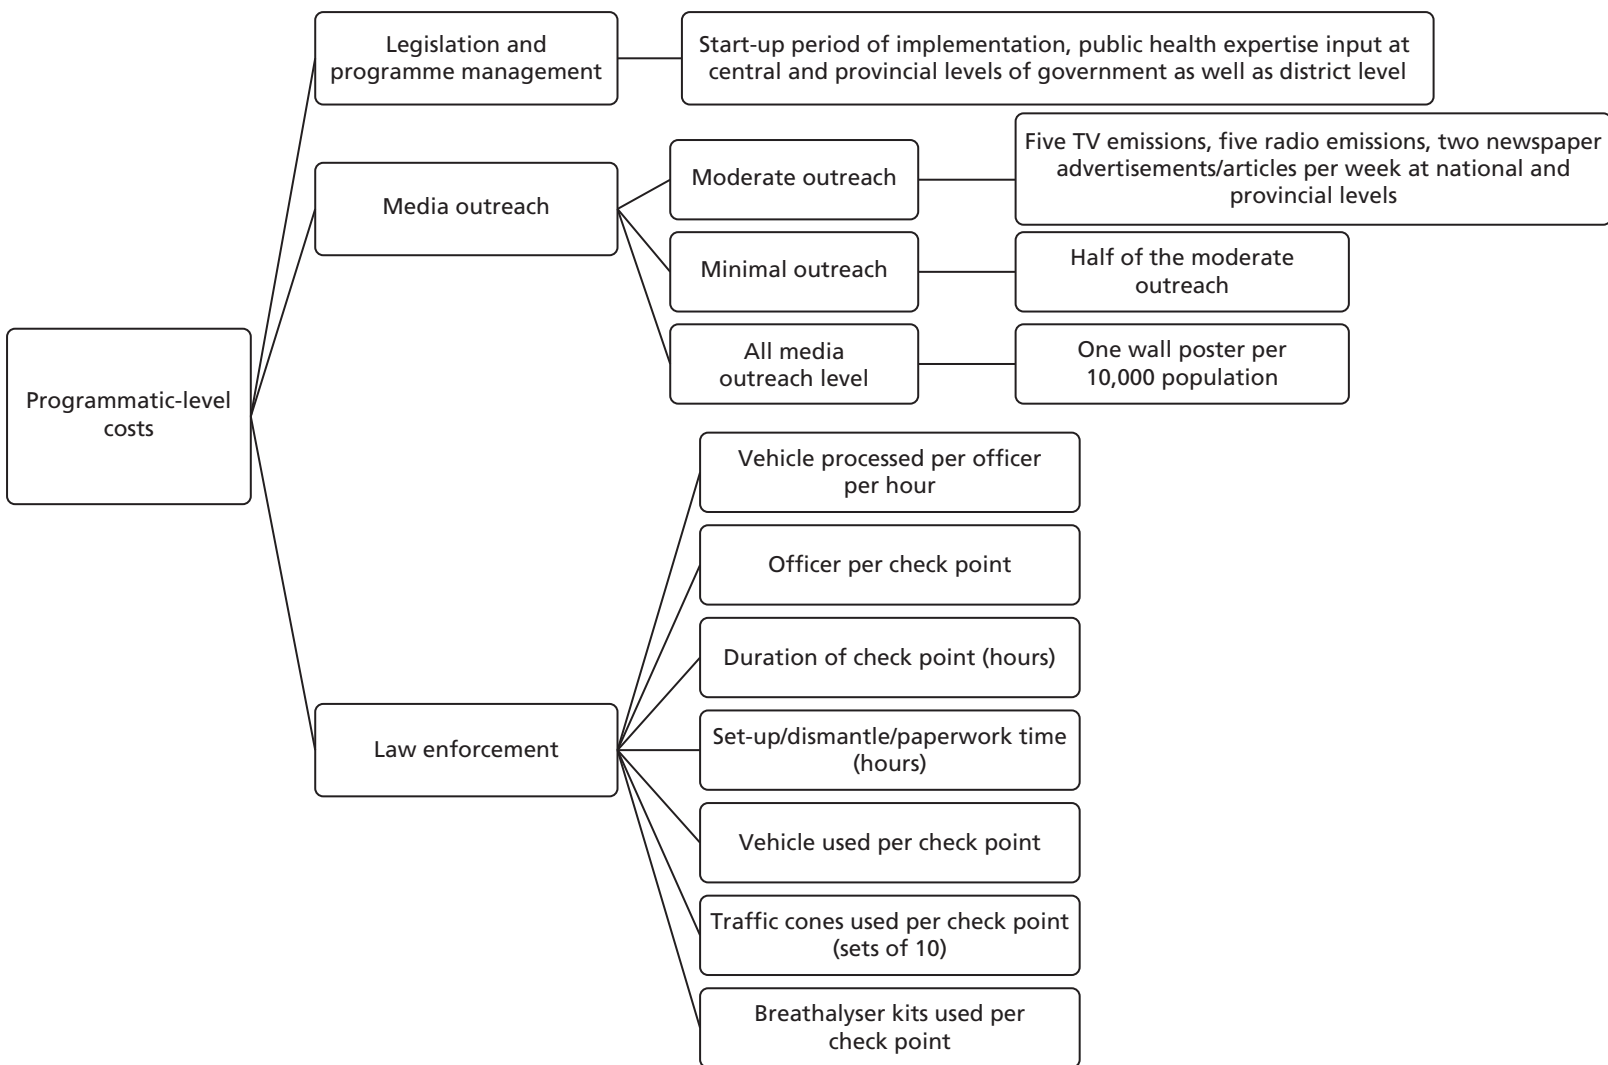 Legislation and
programme management
Start-up period of implementation, public health expertise input at
central and provincial levels of government as well as district level
Media outreach
Moderate outreach
Five TV emissions, five radio emissions, two newspaper
advertisements/articles per week at national and
provincial levels
Minimal outreach
Half of the moderate
outreach
All media
outreach level
One wall poster per
10,000 population
Programmatic-level
costs
Law enforcement
Vehicle processed per officer
per hour
Officer per check point
Duration of check point (hours)
Set-up/dismantle/paperwork time
(hours)
Vehicle used per check point
Traffic cones used per check point
(sets of 10)
Breathalyser kits used per
check point